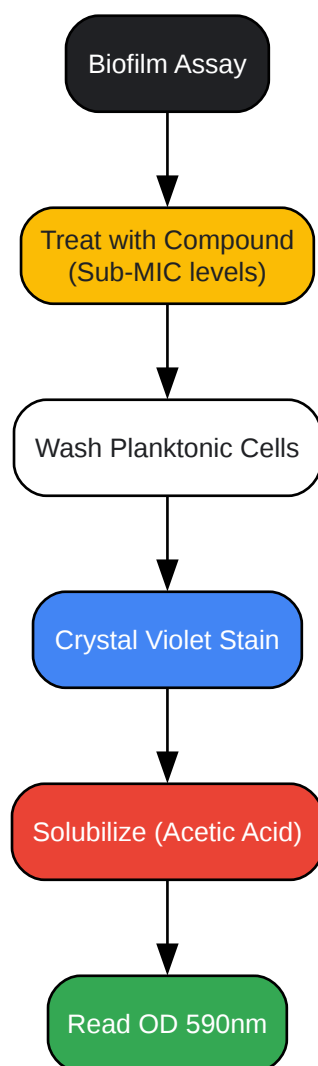 Biofilm Assay
Treat with Compound
(Sub-MIC levels)
Wash Planktonic Cells
Crystal Violet Stain
Solubilize (Acetic Acid)
Read OD 590nm